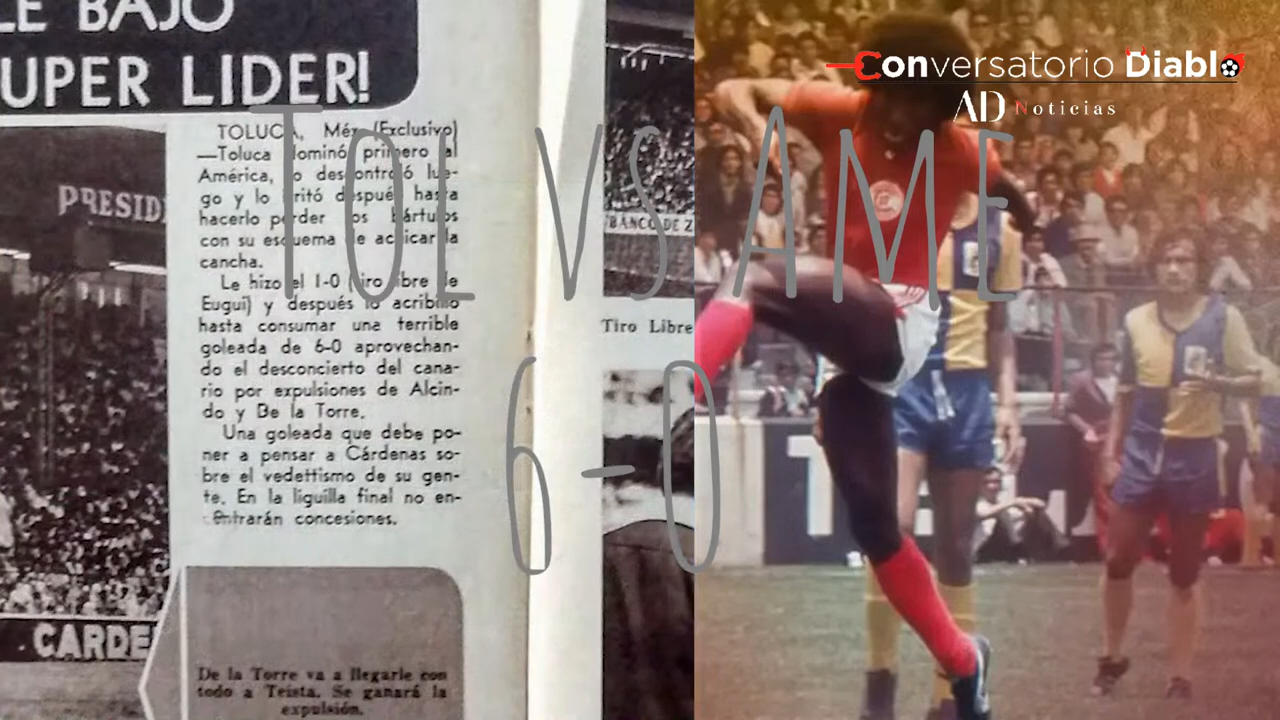 LE BAJO
UPER LIDER!
PRESID
TOLUCA, Méx. (Exclusivo)
—Toluca dominó primero al
América, lo descontroló lue-
go y lo irritó después hasta
hacerlo perder los bártulos
con su esquema de achicar la
cancha.
Le hizo el 1-0 (tiro libre de
Eugui) y después lo acribilló
hasta consumar una terrible
goleada de 6-0 aprovechan-
do el desconcierto del cana-
rio por expulsiones de Alcin-
do y De la Torre.
Una goleada que debe po-
ner a pensar a Cárdenas so-
bre el vedettismo de su gen-
te. En la liguilla final no en-
contrarán concesiones.
CARDE
De la Torre va a llegarle con
todo a Teista. Se ganará la
expulsión.
BANCO DE Z
Tiro Libre
Conversatorio Diablo
AD Noticias
TOL VS AME
6-0